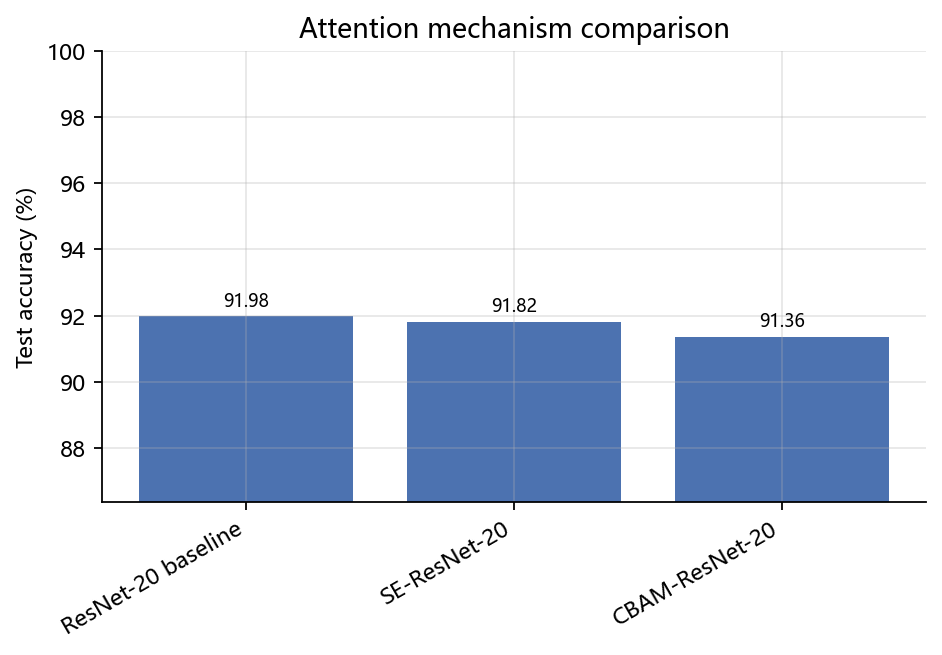 Attention mechanism comparison
Test accuracy (%)
100
98
96
94
92
90
88
91.98
91.82
91.36
ResNet-20 baseline
SE-ResNet-20
CBAM-ResNet-20